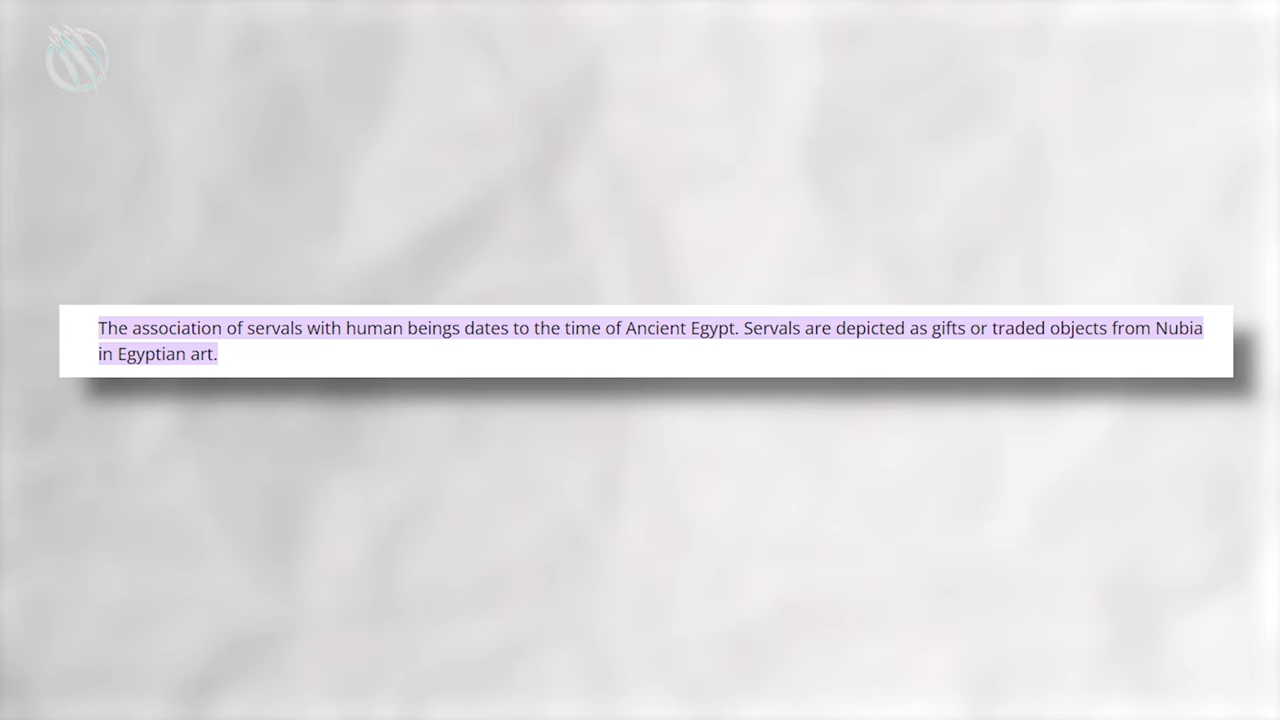 The association of servals with human beings dates to the time of Ancient Egypt. Servals are depicted as gifts or traded objects from Nubia
in Egyptian art.